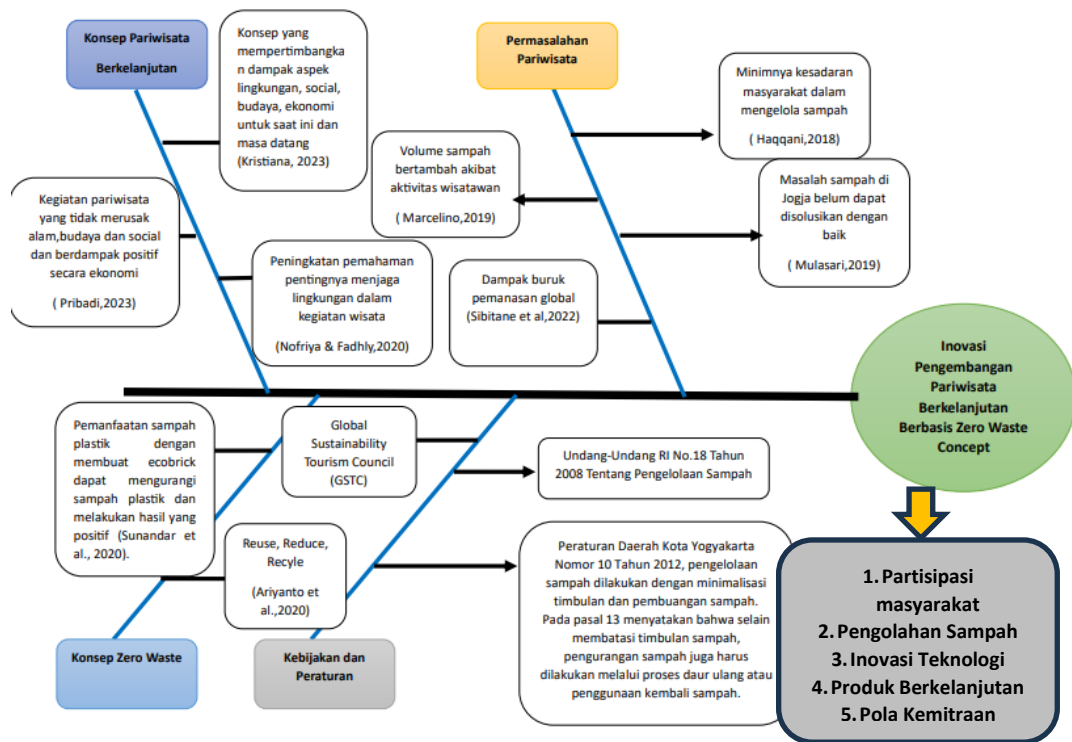 Konsep Pariwisata
Berkelanjutan
Konsep yang
mempertimbangka
n dampak aspek
lingkungan, social,
budaya, ekonomi
untuk saat ini dan
masa datang
(Kristiana, 2023)
Kegiatan pariwisata
yang tidak merusak
alam,budaya dan social
dan berdampak positif
secara ekonomi
( Pribadi,2023)
Peningkatan pemahaman
pentingnya menjaga
lingkungan dalam
kegiatan wisata
(Nofriya & Fadhly,2020)
Permasalahan
Pariwisata
Minimnya kesadaran
masyarakat dalam
mengelola sampah
( Haqqani,2018)
Volume sampah
bertambah akibat
aktivitas wisatawan
( Marcelino,2019)
Masalah sampah di
Jogja belum dapat
disolusikan dengan
baik
( Mulasari,2019)
Dampak buruk
pemanasan global
(Sibitane et al,2022)
Inovasi
Pengembangan
Pariwisata
Berkelanjutan
Berbasis Zero Waste
Concept
Pemanfaatan sampah
plastik dengan
membuat ecobrick
dapat mengurangi
sampah plastik dan
melakukan hasil yang
positif (Sunandar et
al., 2020).
Reuse, Reduce,
Recyle
(Ariyanto et
al.,2020)
Konsep Zero Waste
Global
Sustainability
Tourism Council
(GSTC)
Undang-Undang RI No.18 Tahun
2008 Tentang Pengelolaan Sampah
Peraturan Daerah Kota Yogyakarta
Nomor 10 Tahun 2012, pengelolaan
sampah dilakukan dengan minimalisasi
timbulan dan pembuangan sampah.
Pada pasal 13 menyatakan bahwa selain
membatasi timbulan sampah,
pengurangan sampah juga harus
dilakukan melalui proses daur ulang atau
penggunaan kembali sampah.
Kebijakan dan
Peraturan
1. Partisipasi
masyarakat
2. Pengolahan Sampah
3. Inovasi Teknologi
4. Produk Berkelanjutan
5. Pola Kemitraan